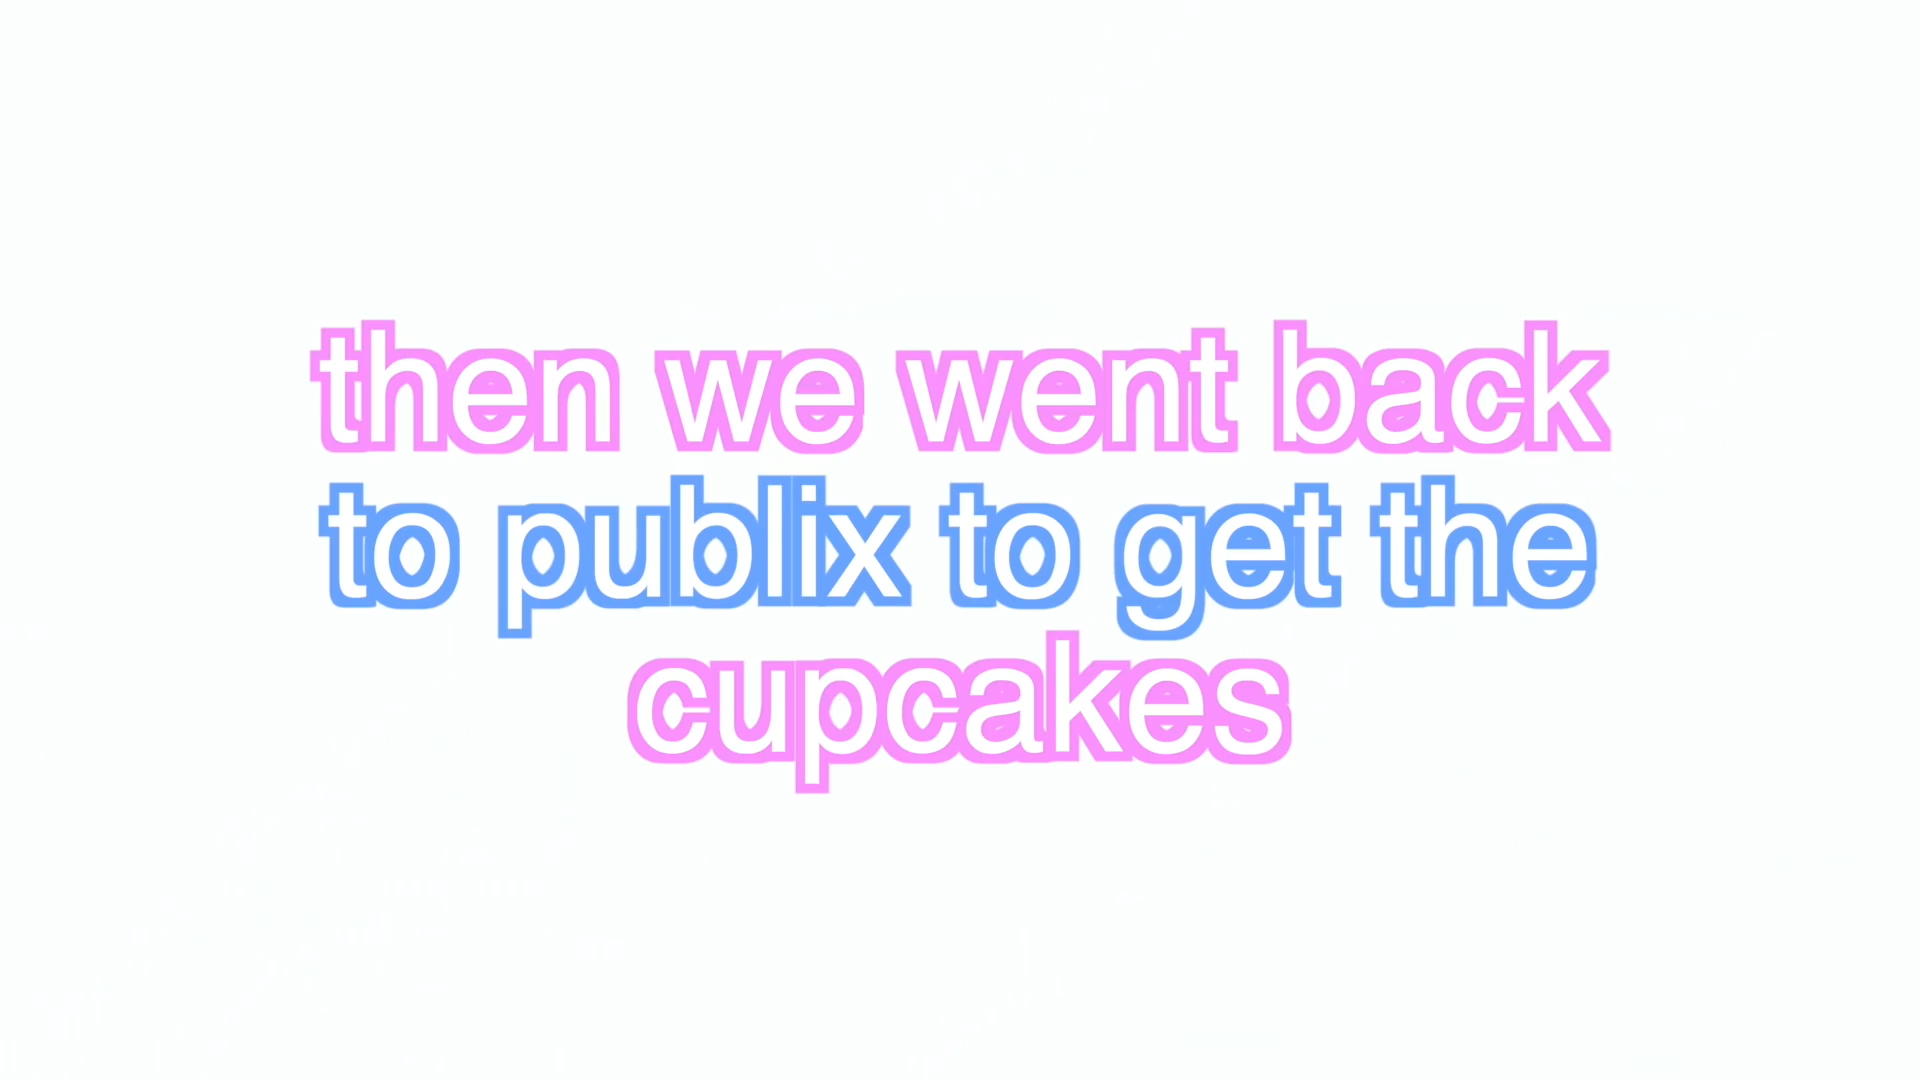 then we went back
to publix to get the
cupcakes